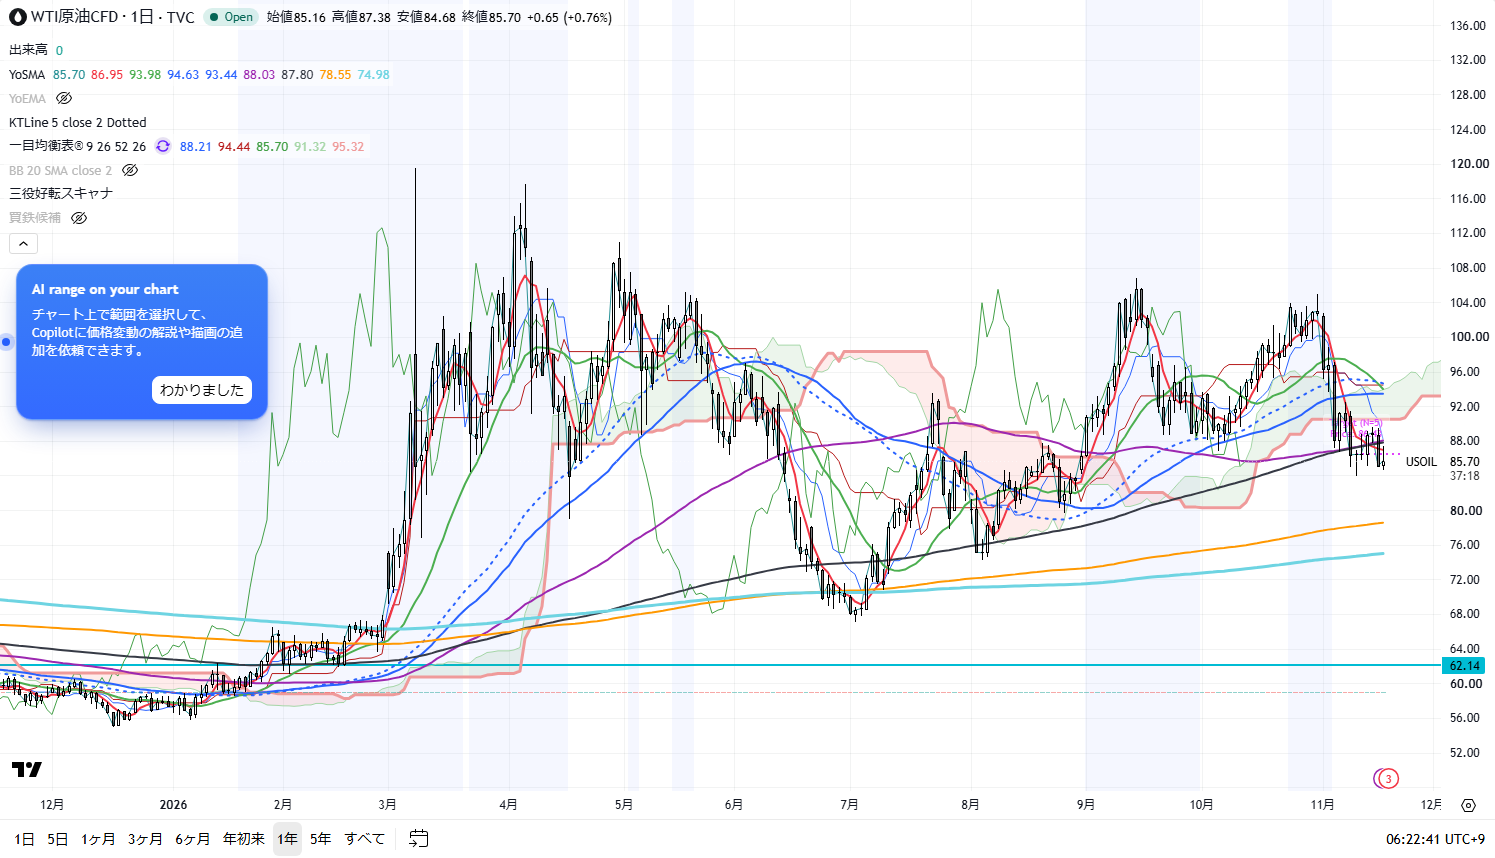 WTI原油CFD · 1日 · TVC Open 始値85.16 高値87.38 安値84.68 終値85.70 +0.65 (+0.76%)
出来高 0
YoSMA 85.70 86.95 93.98 94.63 93.44 88.03 87.80 78.55 74.98
YoEMA
KTLine 5 close 2 Dotted
一目均衡表® 9 26 52 26 88.21 94.44 85.70 91.32 95.32
BB 20 SMA close 2
三役好転スキャナ
買鉄候補
AI range on your chart
チャート上で範囲を選択して、
Copilotに価格変動の解説や描画の追
加を依頼できます。
わかりました
136.00
132.00
128.00
124.00
120.00
116.00
112.00
108.00
104.00
100.00
96.00
92.00
88.00
USOIL 85.70
37:18
80.00
76.00
72.00
68.00
64.00
62.14
60.00
56.00
52.00
(N=5)
3
12月 2026 2月 3月 4月 5月 6月 7月 8月 9月 10月 11月 12月
1日 5日 1ヶ月 3ヶ月 6ヶ月 年初来 1年 5年 すべて
06:22:41 UTC+9